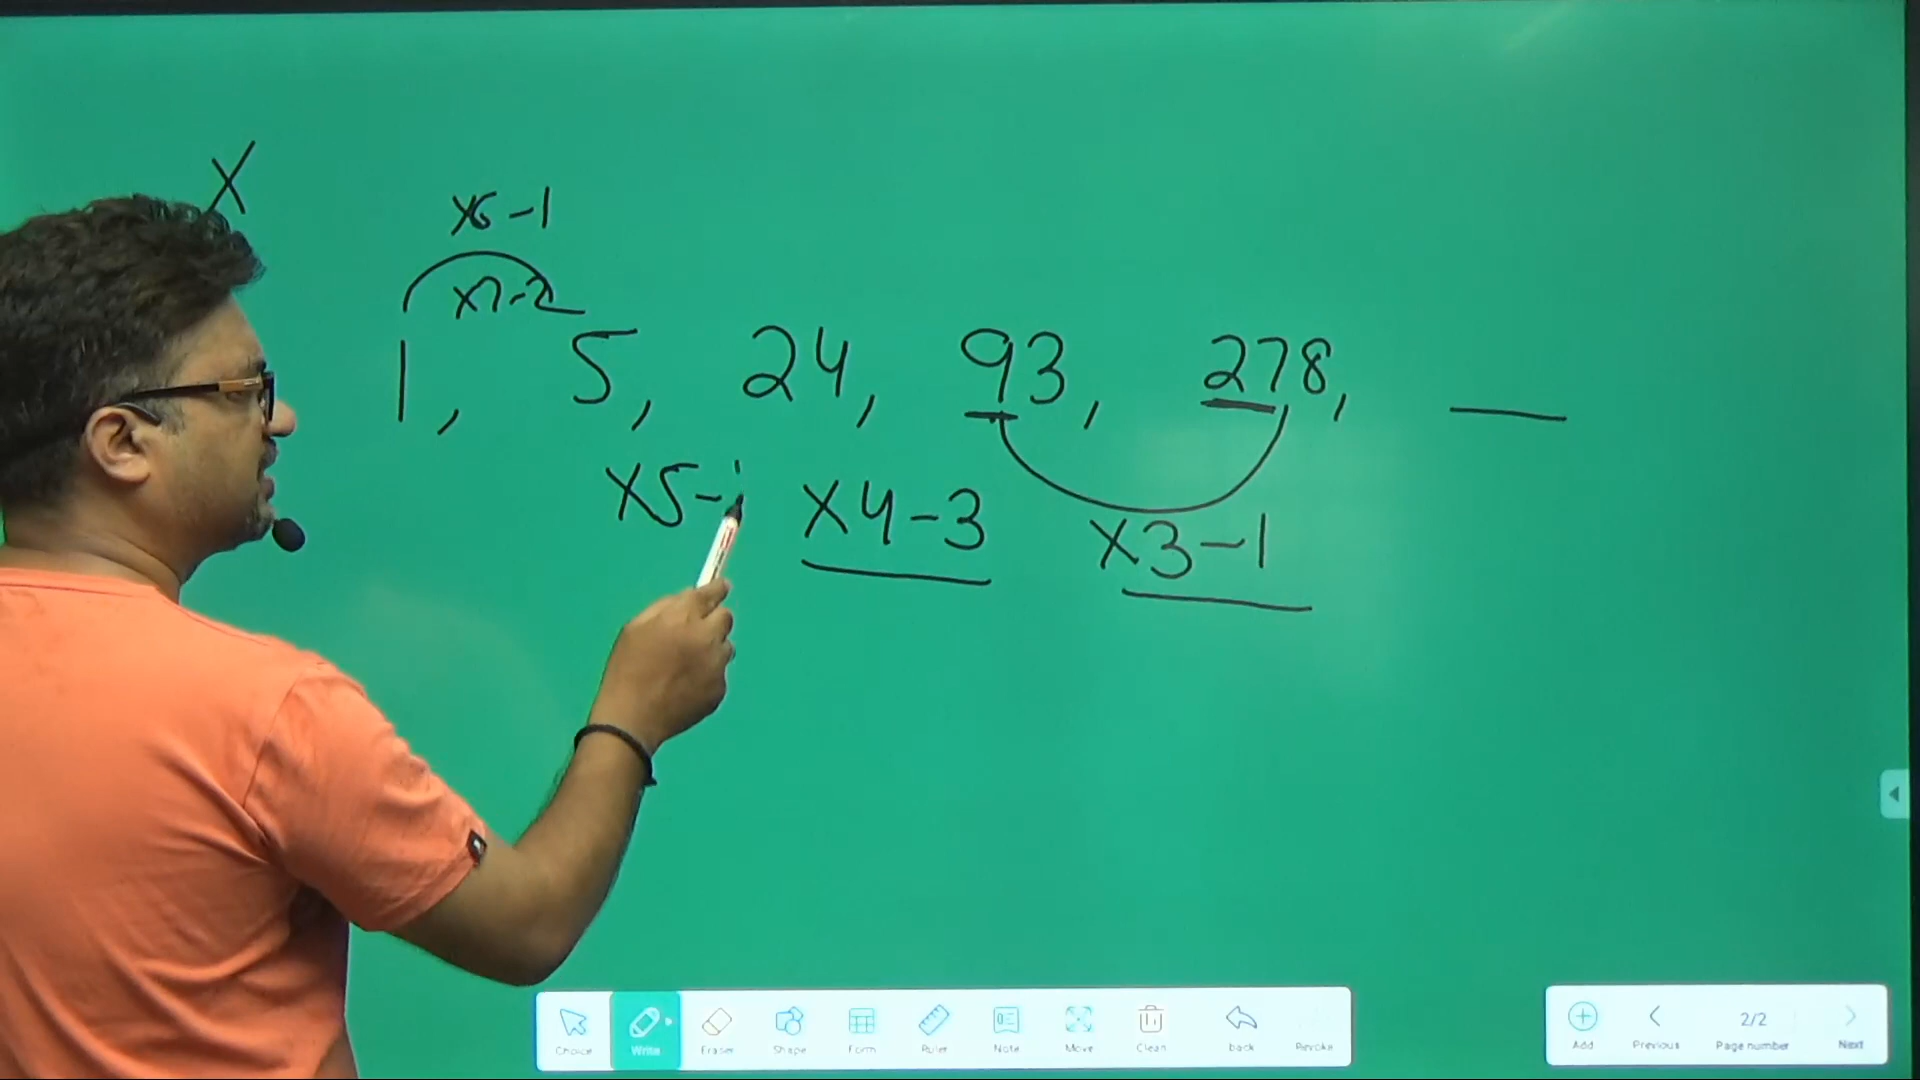 X
x6-1
x7-2
1, 5, 24, 93, 278, __
x5-1 x4-3 x3-1
Choice Write Eraser Shape Form Ruler Note Move Clean back Revoke
Add Previous 2/2 Page number Next